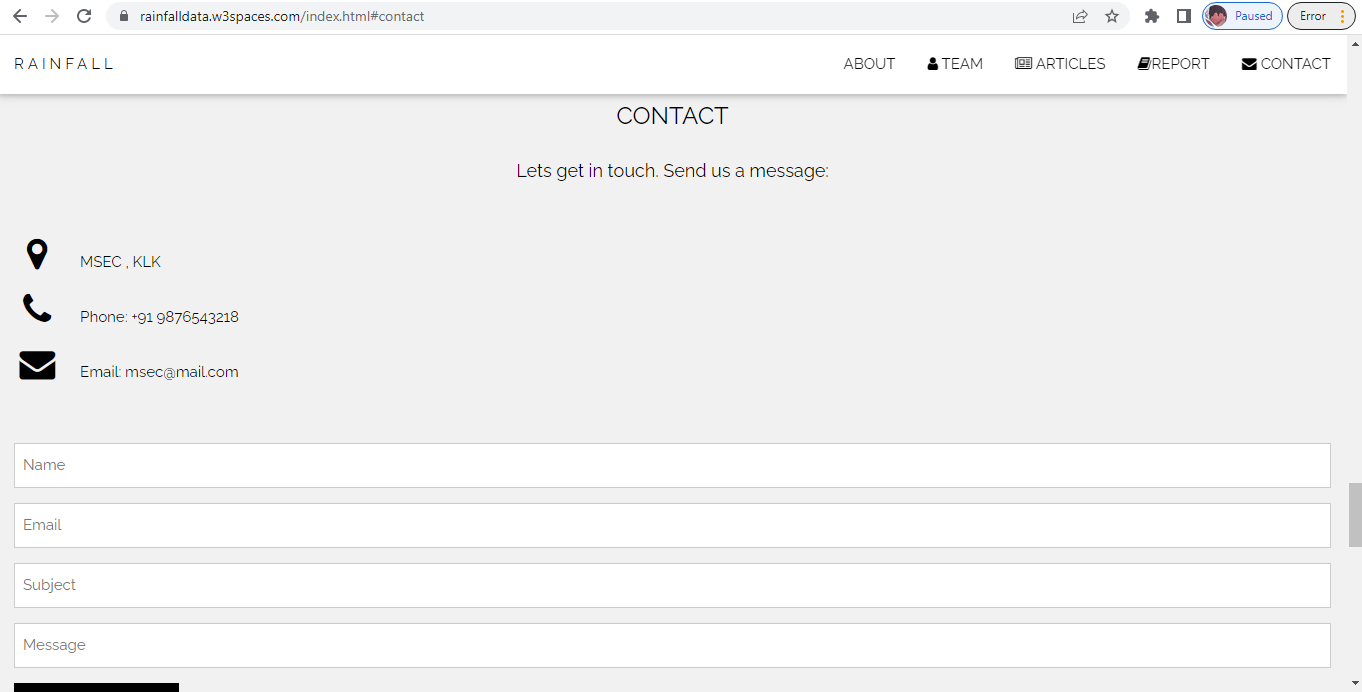 rainfalldata.w3spaces.com/index.html#contact Paused Error
RAINFALL ABOUT TEAM ARTICLES REPORT CONTACT
CONTACT
Lets get in touch. Send us a message:
MSEC , KLK
Phone: +91 9876543218
Email: msec@mail.com
Name
Email
Subject
Message